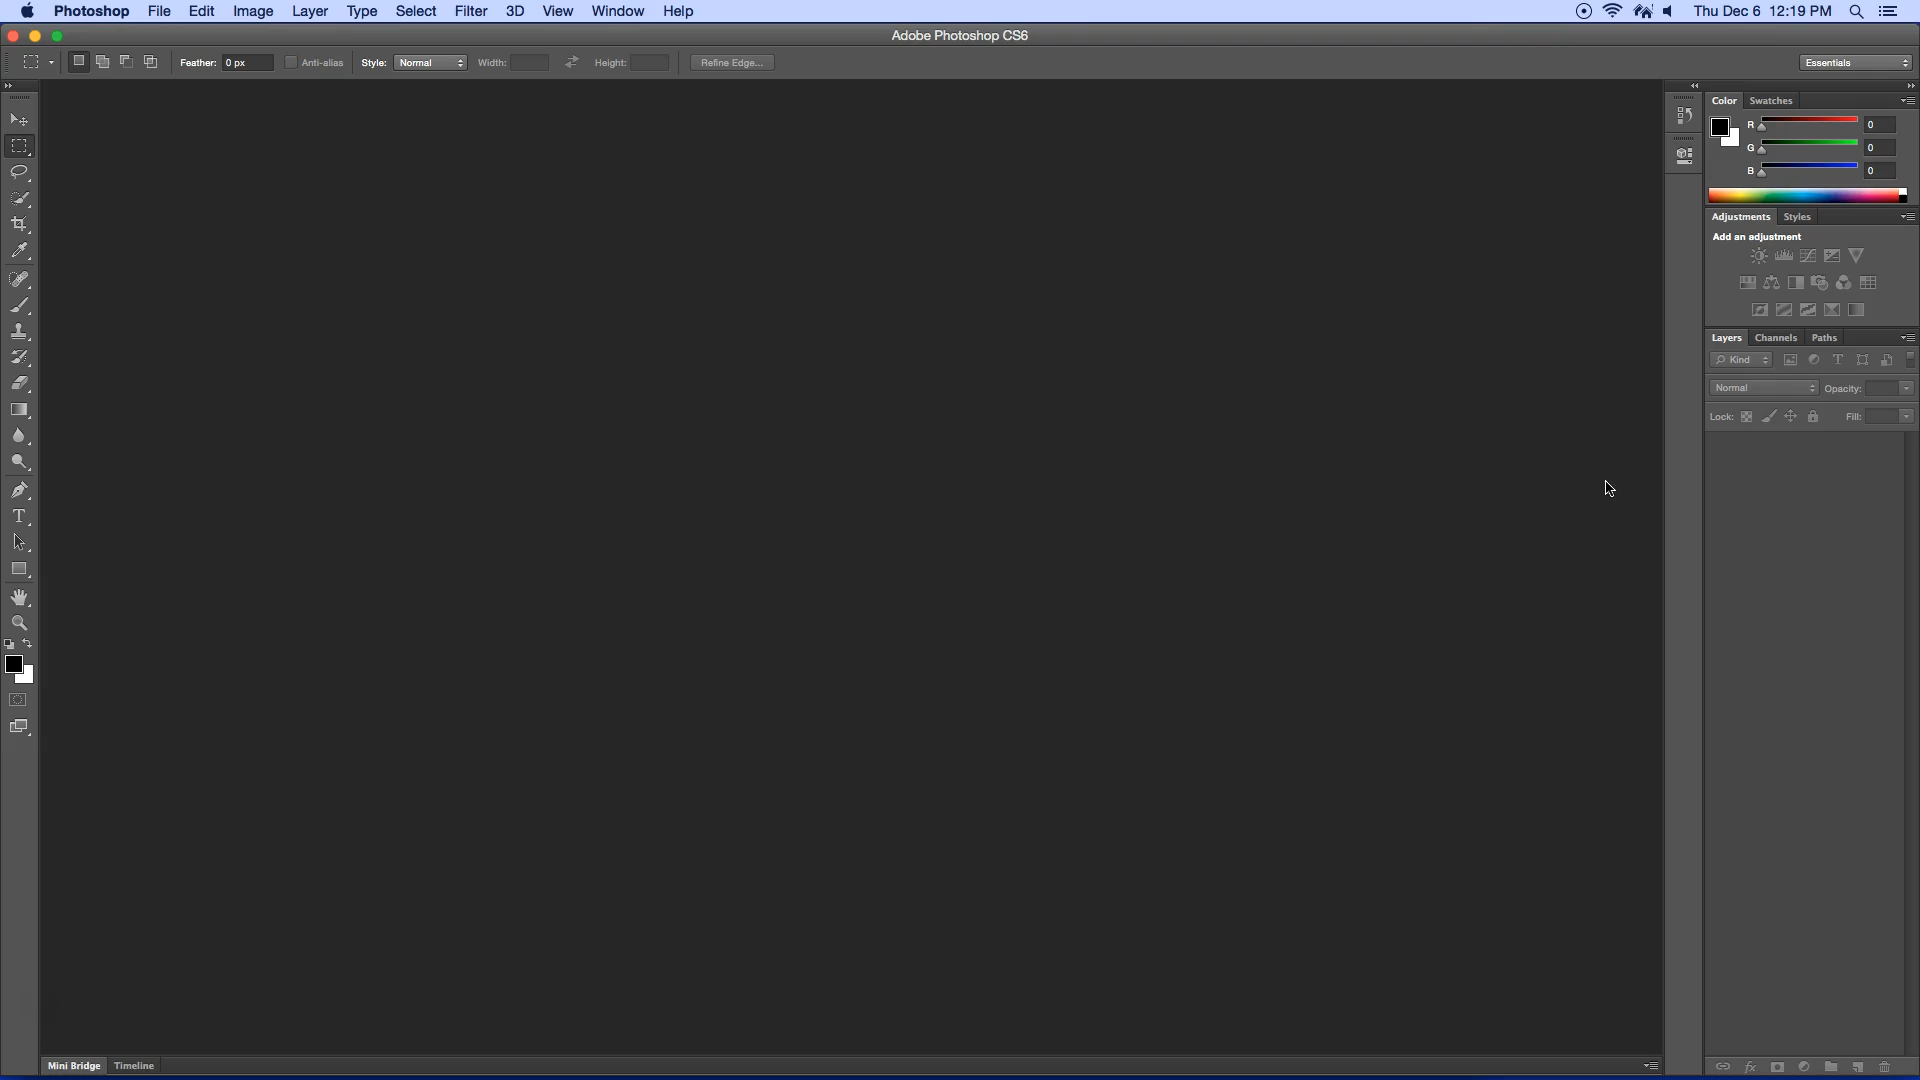 Photoshop File Edit Image Layer Type Select Filter 3D View Window Help Thu Dec 6 12:19 PM
Adobe Photoshop CS6
Feather: 0 px Anti-alias Style: Normal Width: Height: Refine Edge... Essentials
Color Swatches
R 0
G 0
B 0
Adjustments Styles
Add an adjustment
Layers Channels Paths
Kind
Normal Opacity:
Lock: Fill:
Mini Bridge Timeline